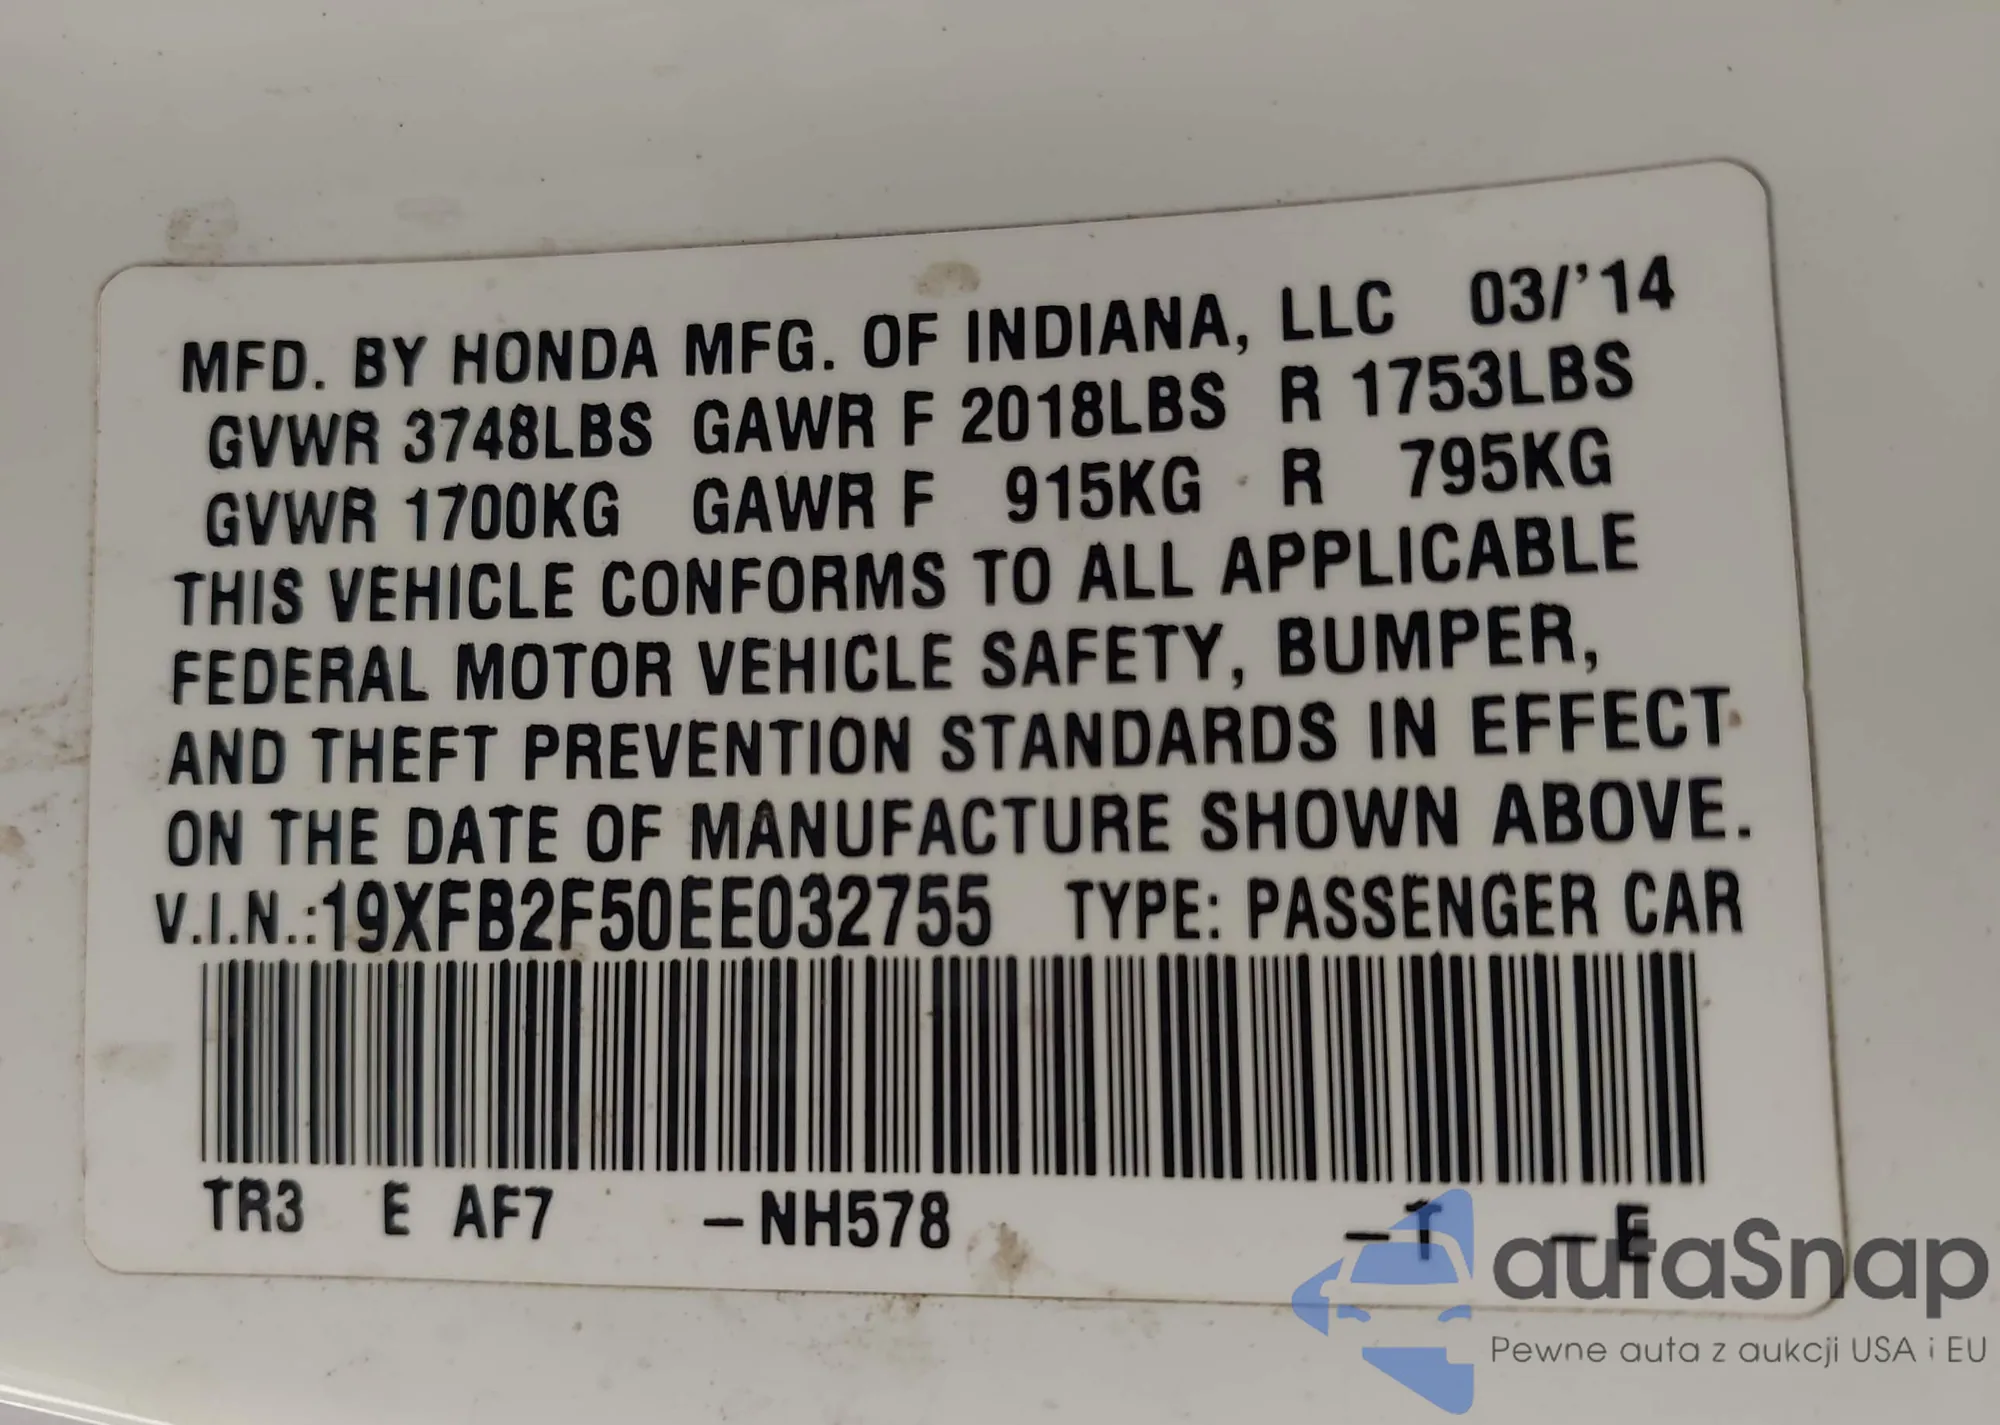 MFD. BY HONDA MFG. OF INDIANA, LLC 03/'14
GVWR 3748LBS GAWR F 2018LBS R 1753LBS
GVWR 1700KG GAWR F 915KG R 795KG
THIS VEHICLE CONFORMS TO ALL APPLICABLE
FEDERAL MOTOR VEHICLE SAFETY, BUMPER,
AND THEFT PREVENTION STANDARDS IN EFFECT
ON THE DATE OF MANUFACTURE SHOWN ABOVE.
V.I.N.:19XFB2F50EE032755 TYPE: PASSENGER CAR
TR3 E AF7 –NH578 –T –E
autaSnap
Pewne auta z aukcji USA i EU